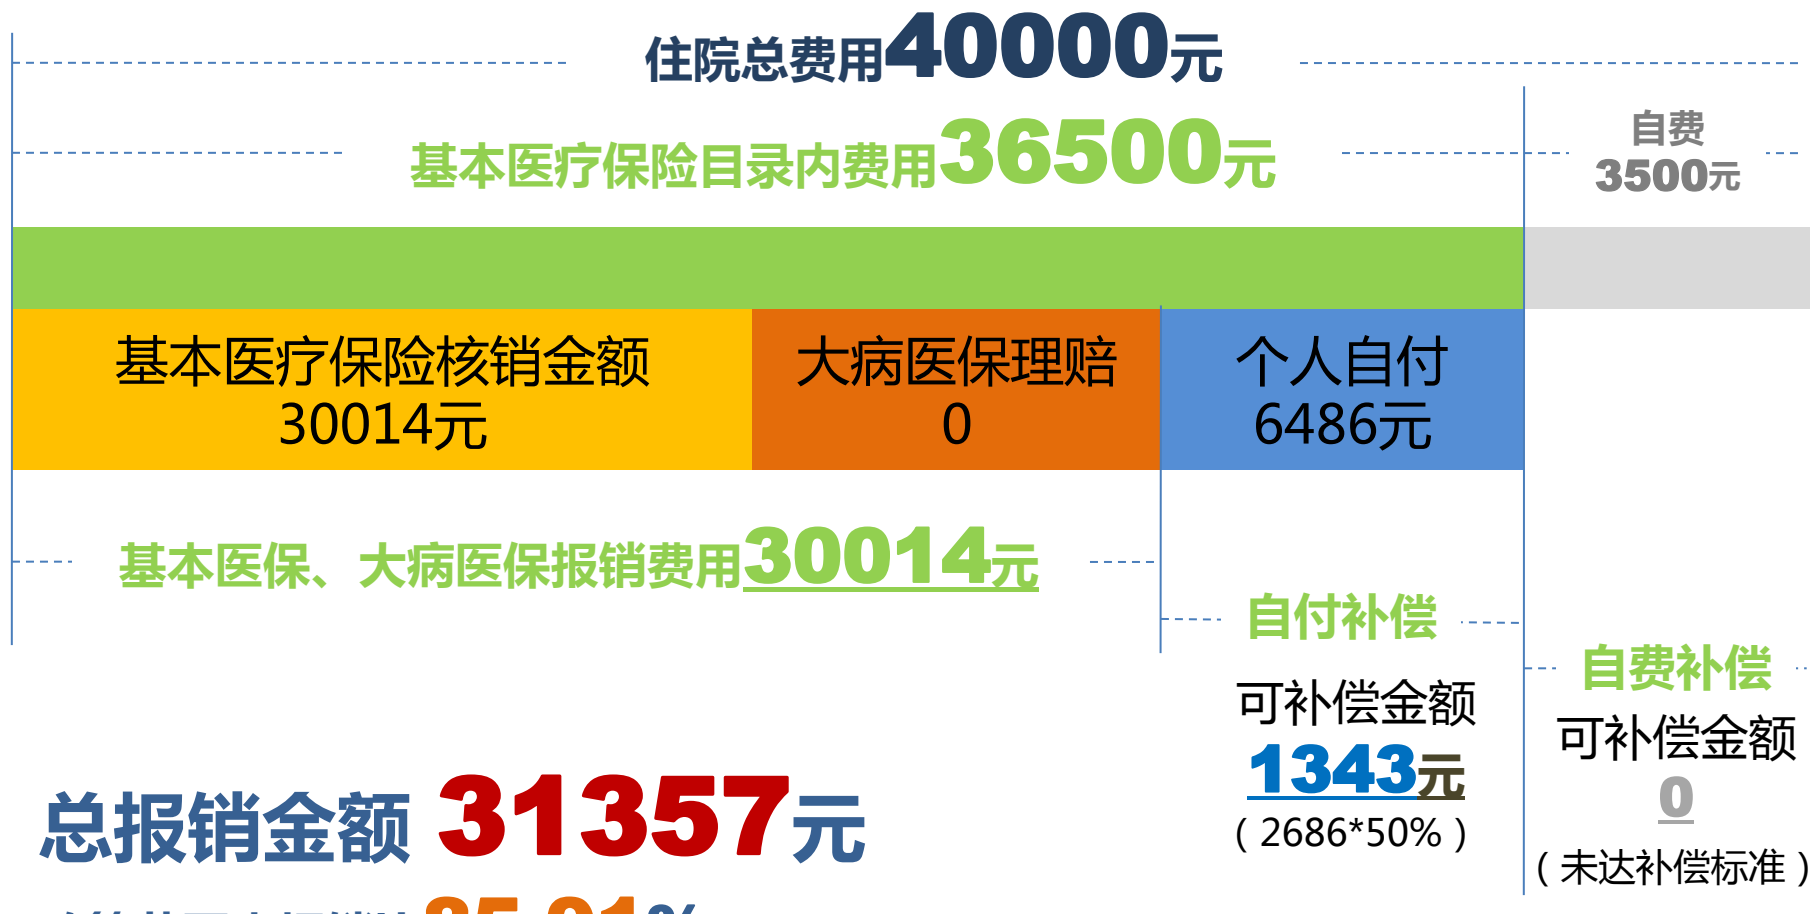 住院总费用40000元
基本医疗保险目录内费用36500元
自费
3500元
基本医疗保险核销金额
30014元
大病医保理赔
0
个人自付
6486元
基本医保、大病医保报销费用30014元
自付补偿
可补偿金额
1343元
（2686*50%）
自费补偿
可补偿金额
0
（未达补偿标准）
总报销金额 31357元